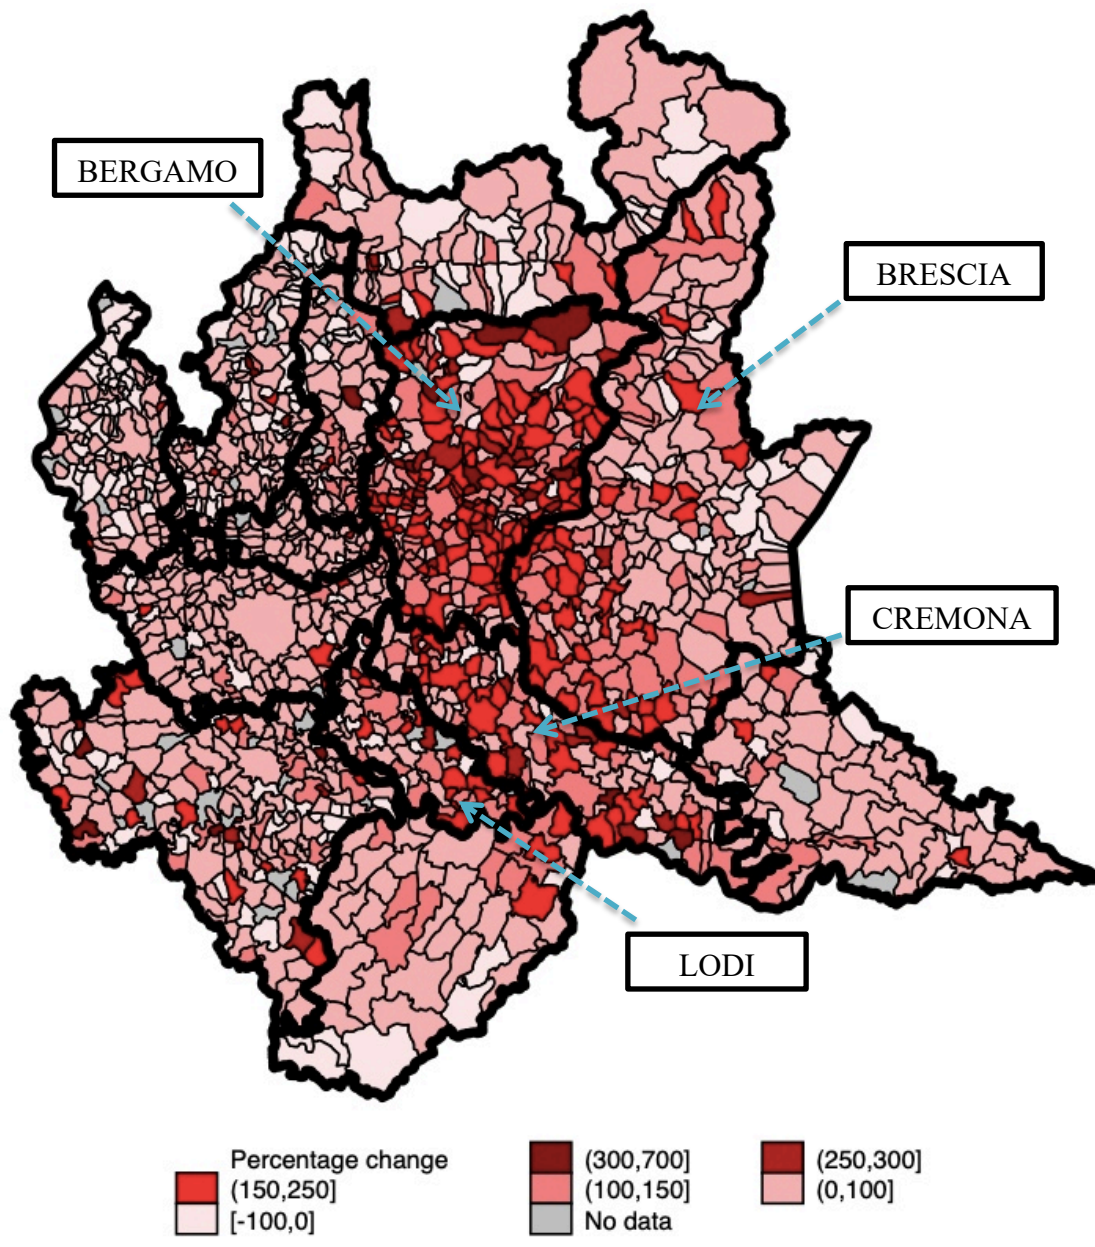 BERGAMO
BRESCIA
CREMONA
LODI
Percentage change
(300,700]
(250,300]
(150,250]
(100,150]
(0,100]
[-100,0]
No data